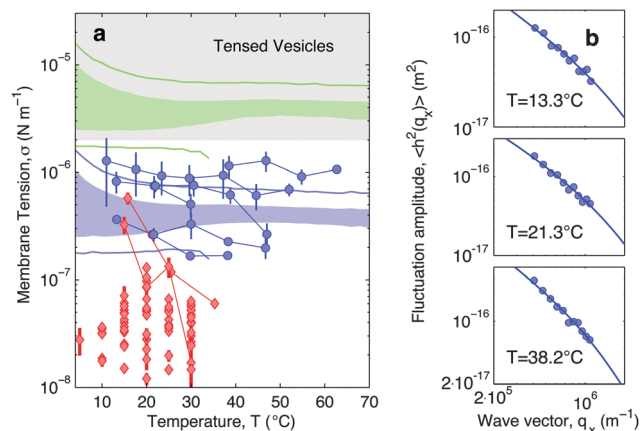 a
Tensed Vesicles
10⁻⁵
10⁻⁶
10⁻⁷
10⁻⁸
Membrane Tension, σ (N m⁻¹)
10 20 30 40 50 60 70
Temperature, T (°C)
b
10⁻¹⁶
T=13.3°C
10⁻¹⁷
10⁻¹⁶
T=21.3°C
10⁻¹⁷
10⁻¹⁶
T=38.2°C
2·10⁻¹⁷
Fluctuation amplitude, <h²(qₓ)> (m²)
2·10⁵ 10⁶
Wave vector, qₓ (m⁻¹)